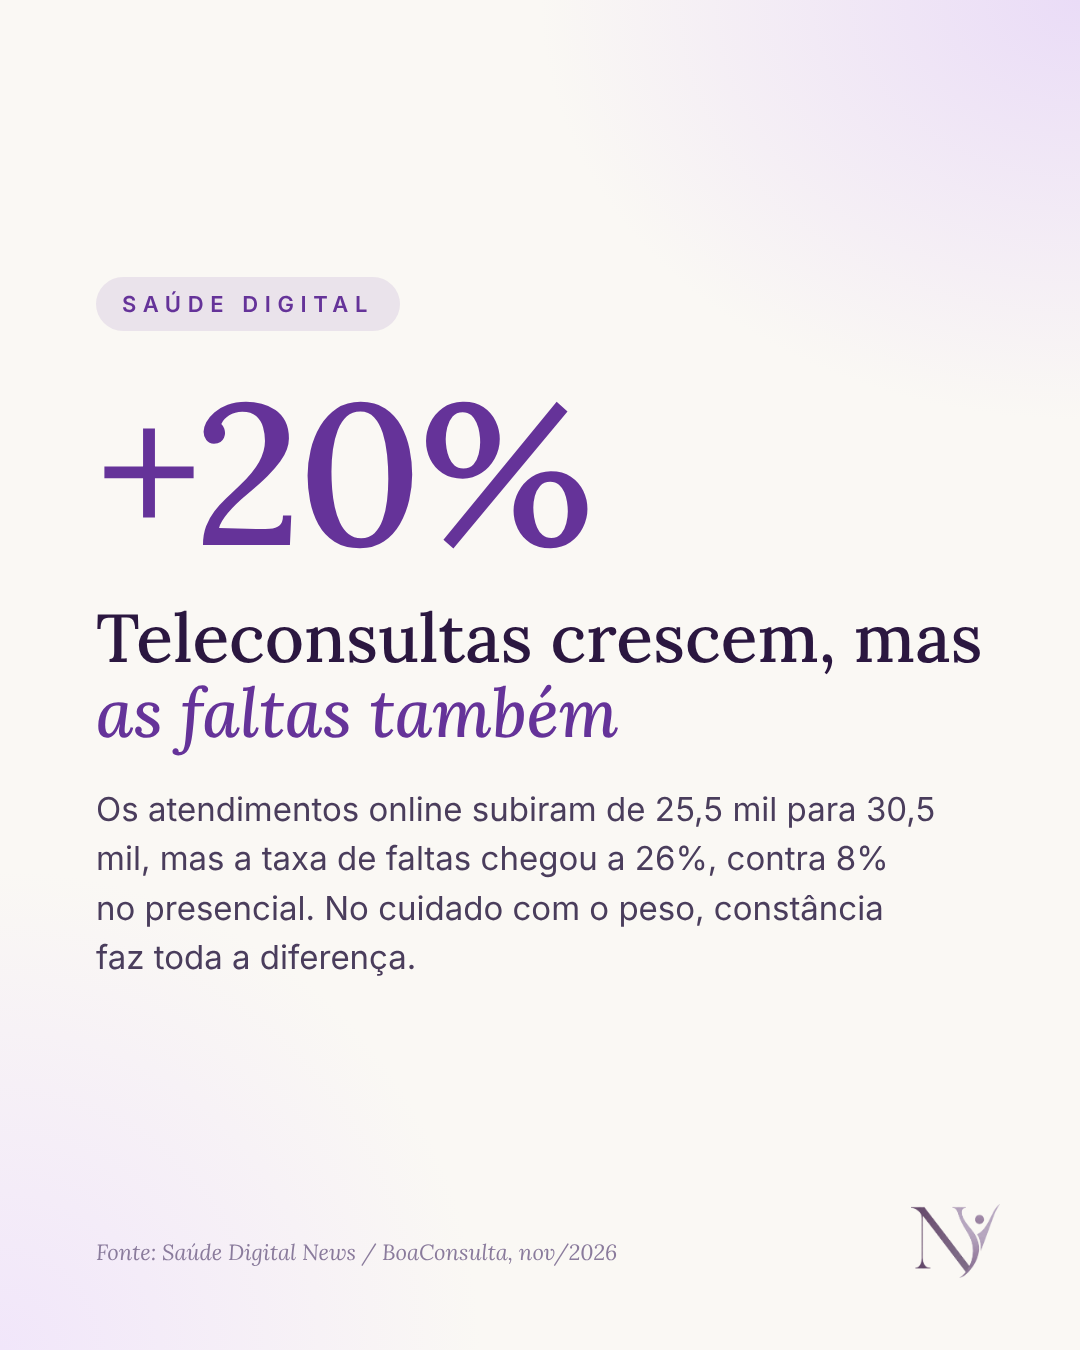 SAÚDE DIGITAL
+20%
Teleconsultas crescem, mas
as faltas também
Os atendimentos online subiram de 25,5 mil para 30,5
mil, mas a taxa de faltas chegou a 26%, contra 8%
no presencial. No cuidado com o peso, constância
faz toda a diferença.
Fonte: Saúde Digital News / BoaConsulta, nov/2026
NY